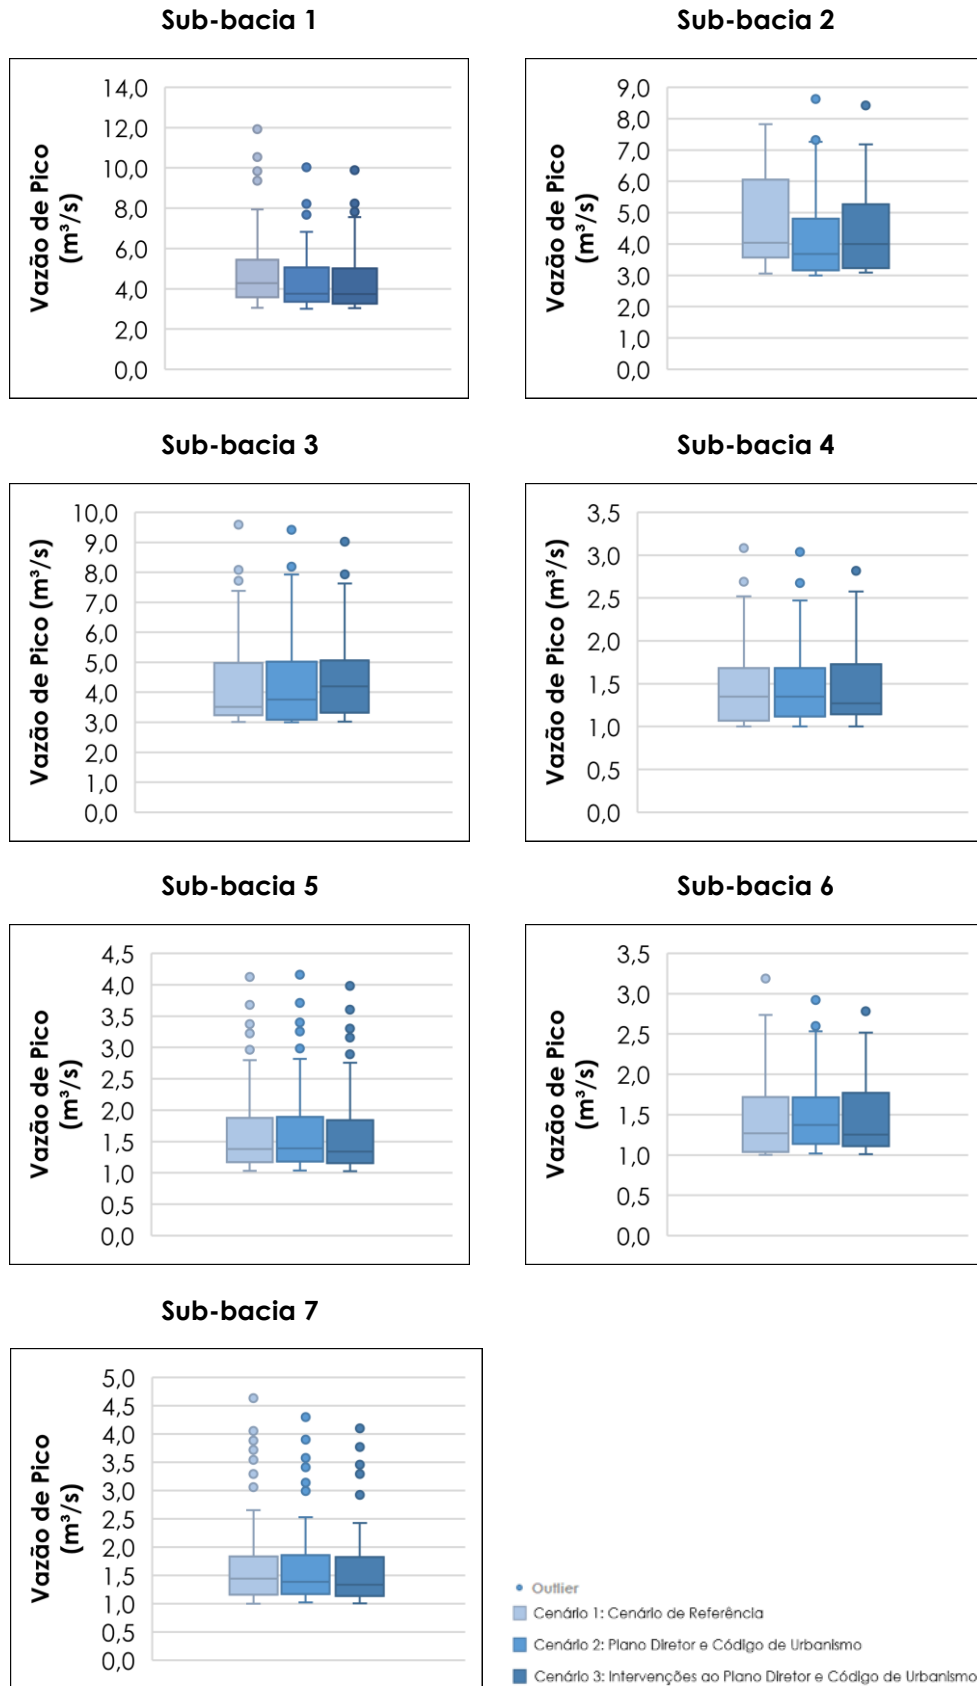 Sub-bacia 1
Vazão de Pico
(m³/s)
14,0
12,0
10,0
8,0
6,0
4,0
2,0
0,0
Sub-bacia 2
Vazão de Pico
(m³/s)
9,0
8,0
7,0
6,0
5,0
4,0
3,0
2,0
1,0
0,0
Sub-bacia 3
Vazão de Pico (m³/s)
10,0
9,0
8,0
7,0
6,0
5,0
4,0
3,0
2,0
1,0
0,0
Sub-bacia 4
Vazão de Pico (m³/s)
3,5
3,0
2,5
2,0
1,5
1,0
0,5
0,0
Sub-bacia 5
Vazão de Pico
(m³/s)
4,5
4,0
3,5
3,0
2,5
2,0
1,5
1,0
0,5
0,0
Sub-bacia 6
Vazão de Pico
(m³/s)
3,5
3,0
2,5
2,0
1,5
1,0
0,5
0,0
Sub-bacia 7
Vazão de Pico
(m³/s)
5,0
4,5
4,0
3,5
3,0
2,5
2,0
1,5
1,0
0,5
0,0
Outlier
Cenário 1: Cenário de Referência
Cenário 2: Plano Diretor e Código de Urbanismo
Cenário 3: Intervenções ao Plano Diretor e Código de Urbanismo